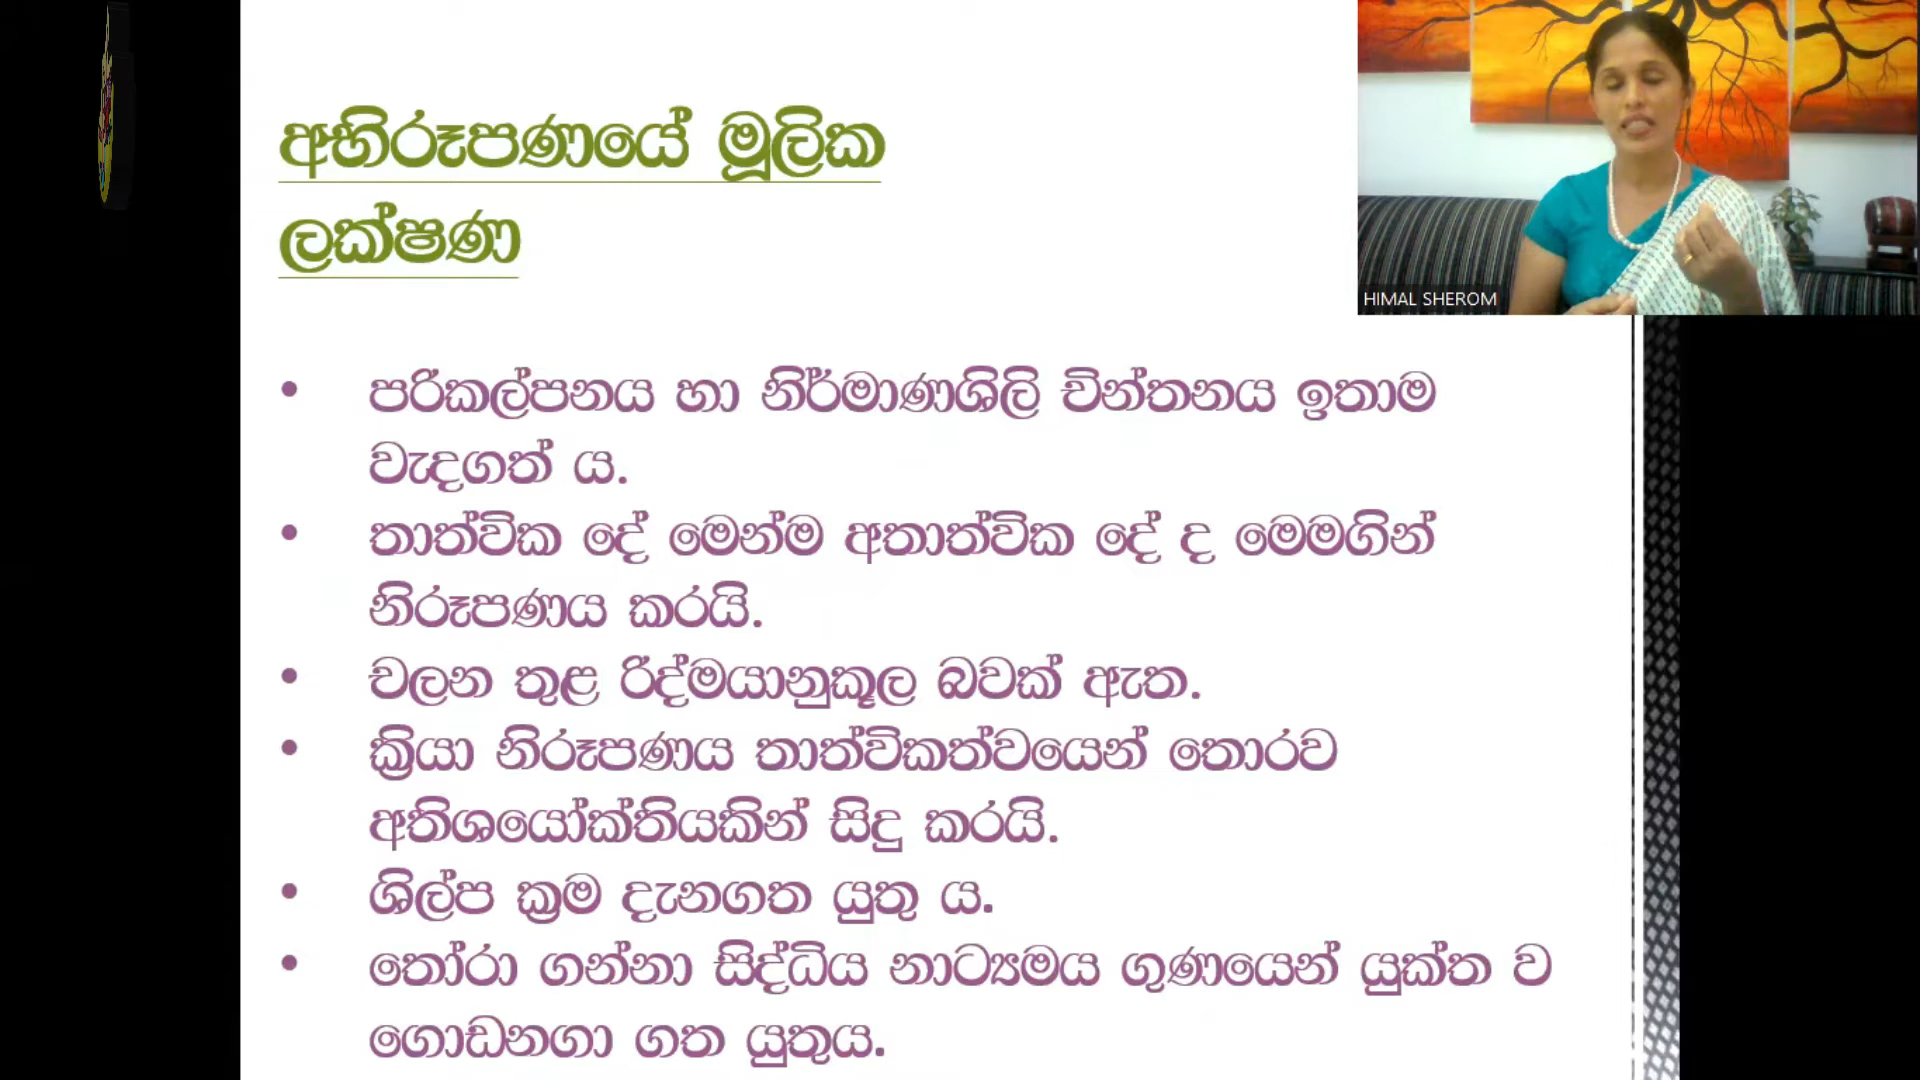 අභිරූපණයේ මූලික
ලක්ෂණ
HIMAL SHEROM
• පරිකල්පනය හා නිර්මාණශීලි චින්තනය ඉතාම
වැදගත් ය.
• තාත්වික දේ මෙන්ම අතාත්වික දේ ද මෙමගින්
නිරූපණය කරයි.
• චලන තුළ රිද්මයානුකූල බවක් ඇත.
• ක්‍රියා නිරූපණය තාත්විකත්වයෙන් තොරව
අතිශයෝක්තියකින් සිදු කරයි.
• ශිල්ප ක්‍රම දැනගත යුතු ය.
• තෝරා ගන්නා සිද්ධිය නාට්‍යමය ගුණයෙන් යුක්ත ව
ගොඩනගා ගත යුතුය.